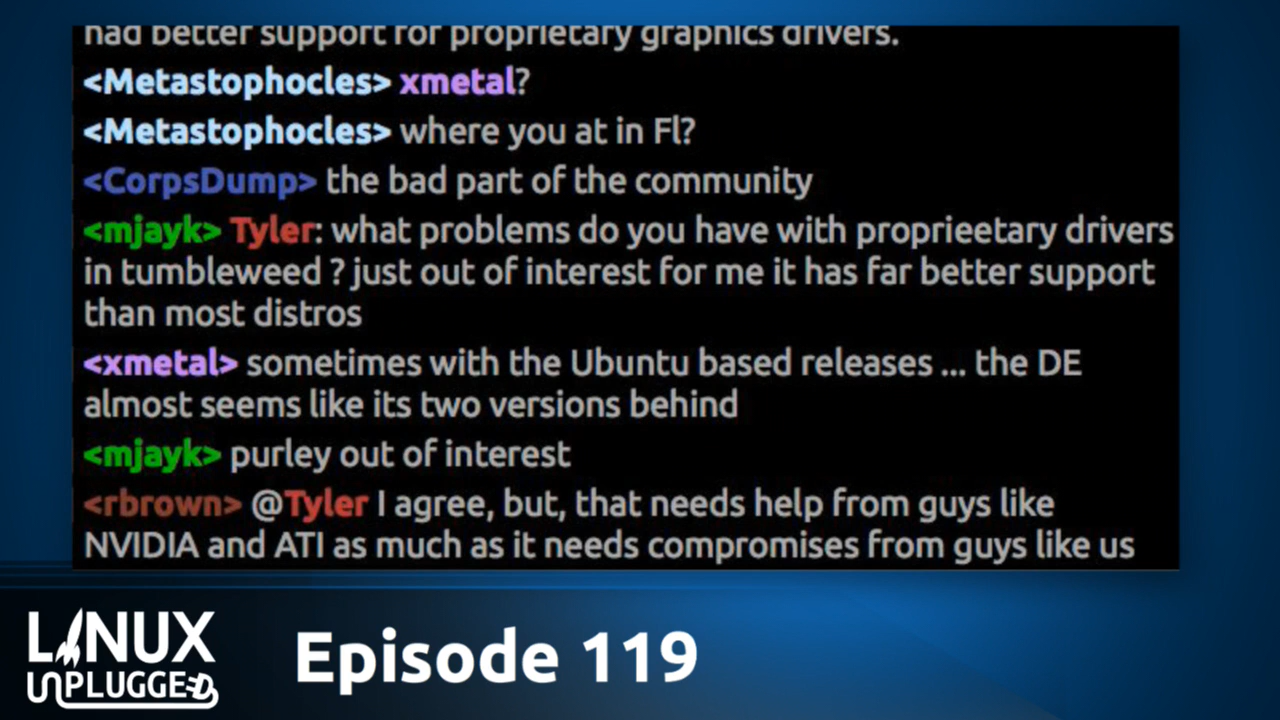 had better support for proprietary graphics drivers.
<Metastophocles> xmetal?
<Metastophocles> where you at in Fl?
<CorpsDump> the bad part of the community
<mjayk> Tyler: what problems do you have with proprieetary drivers
in tumbleweed ? just out of interest for me it has far better support
than most distros
<xmetal> sometimes with the Ubuntu based releases ... the DE
almost seems like its two versions behind
<mjayk> purley out of interest
<rbrown> @Tyler I agree, but, that needs help from guys like
NVIDIA and ATI as much as it needs compromises from guys like us
LINUX
UNPLUGGED
Episode 119